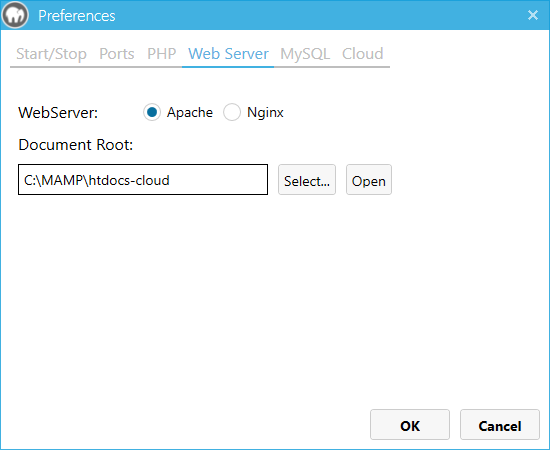 Preferences
Start/Stop Ports PHP Web Server MySQL Cloud
WebServer: Apache Nginx
Document Root:
C:\MAMP\htdocs-cloud Select... Open
OK Cancel